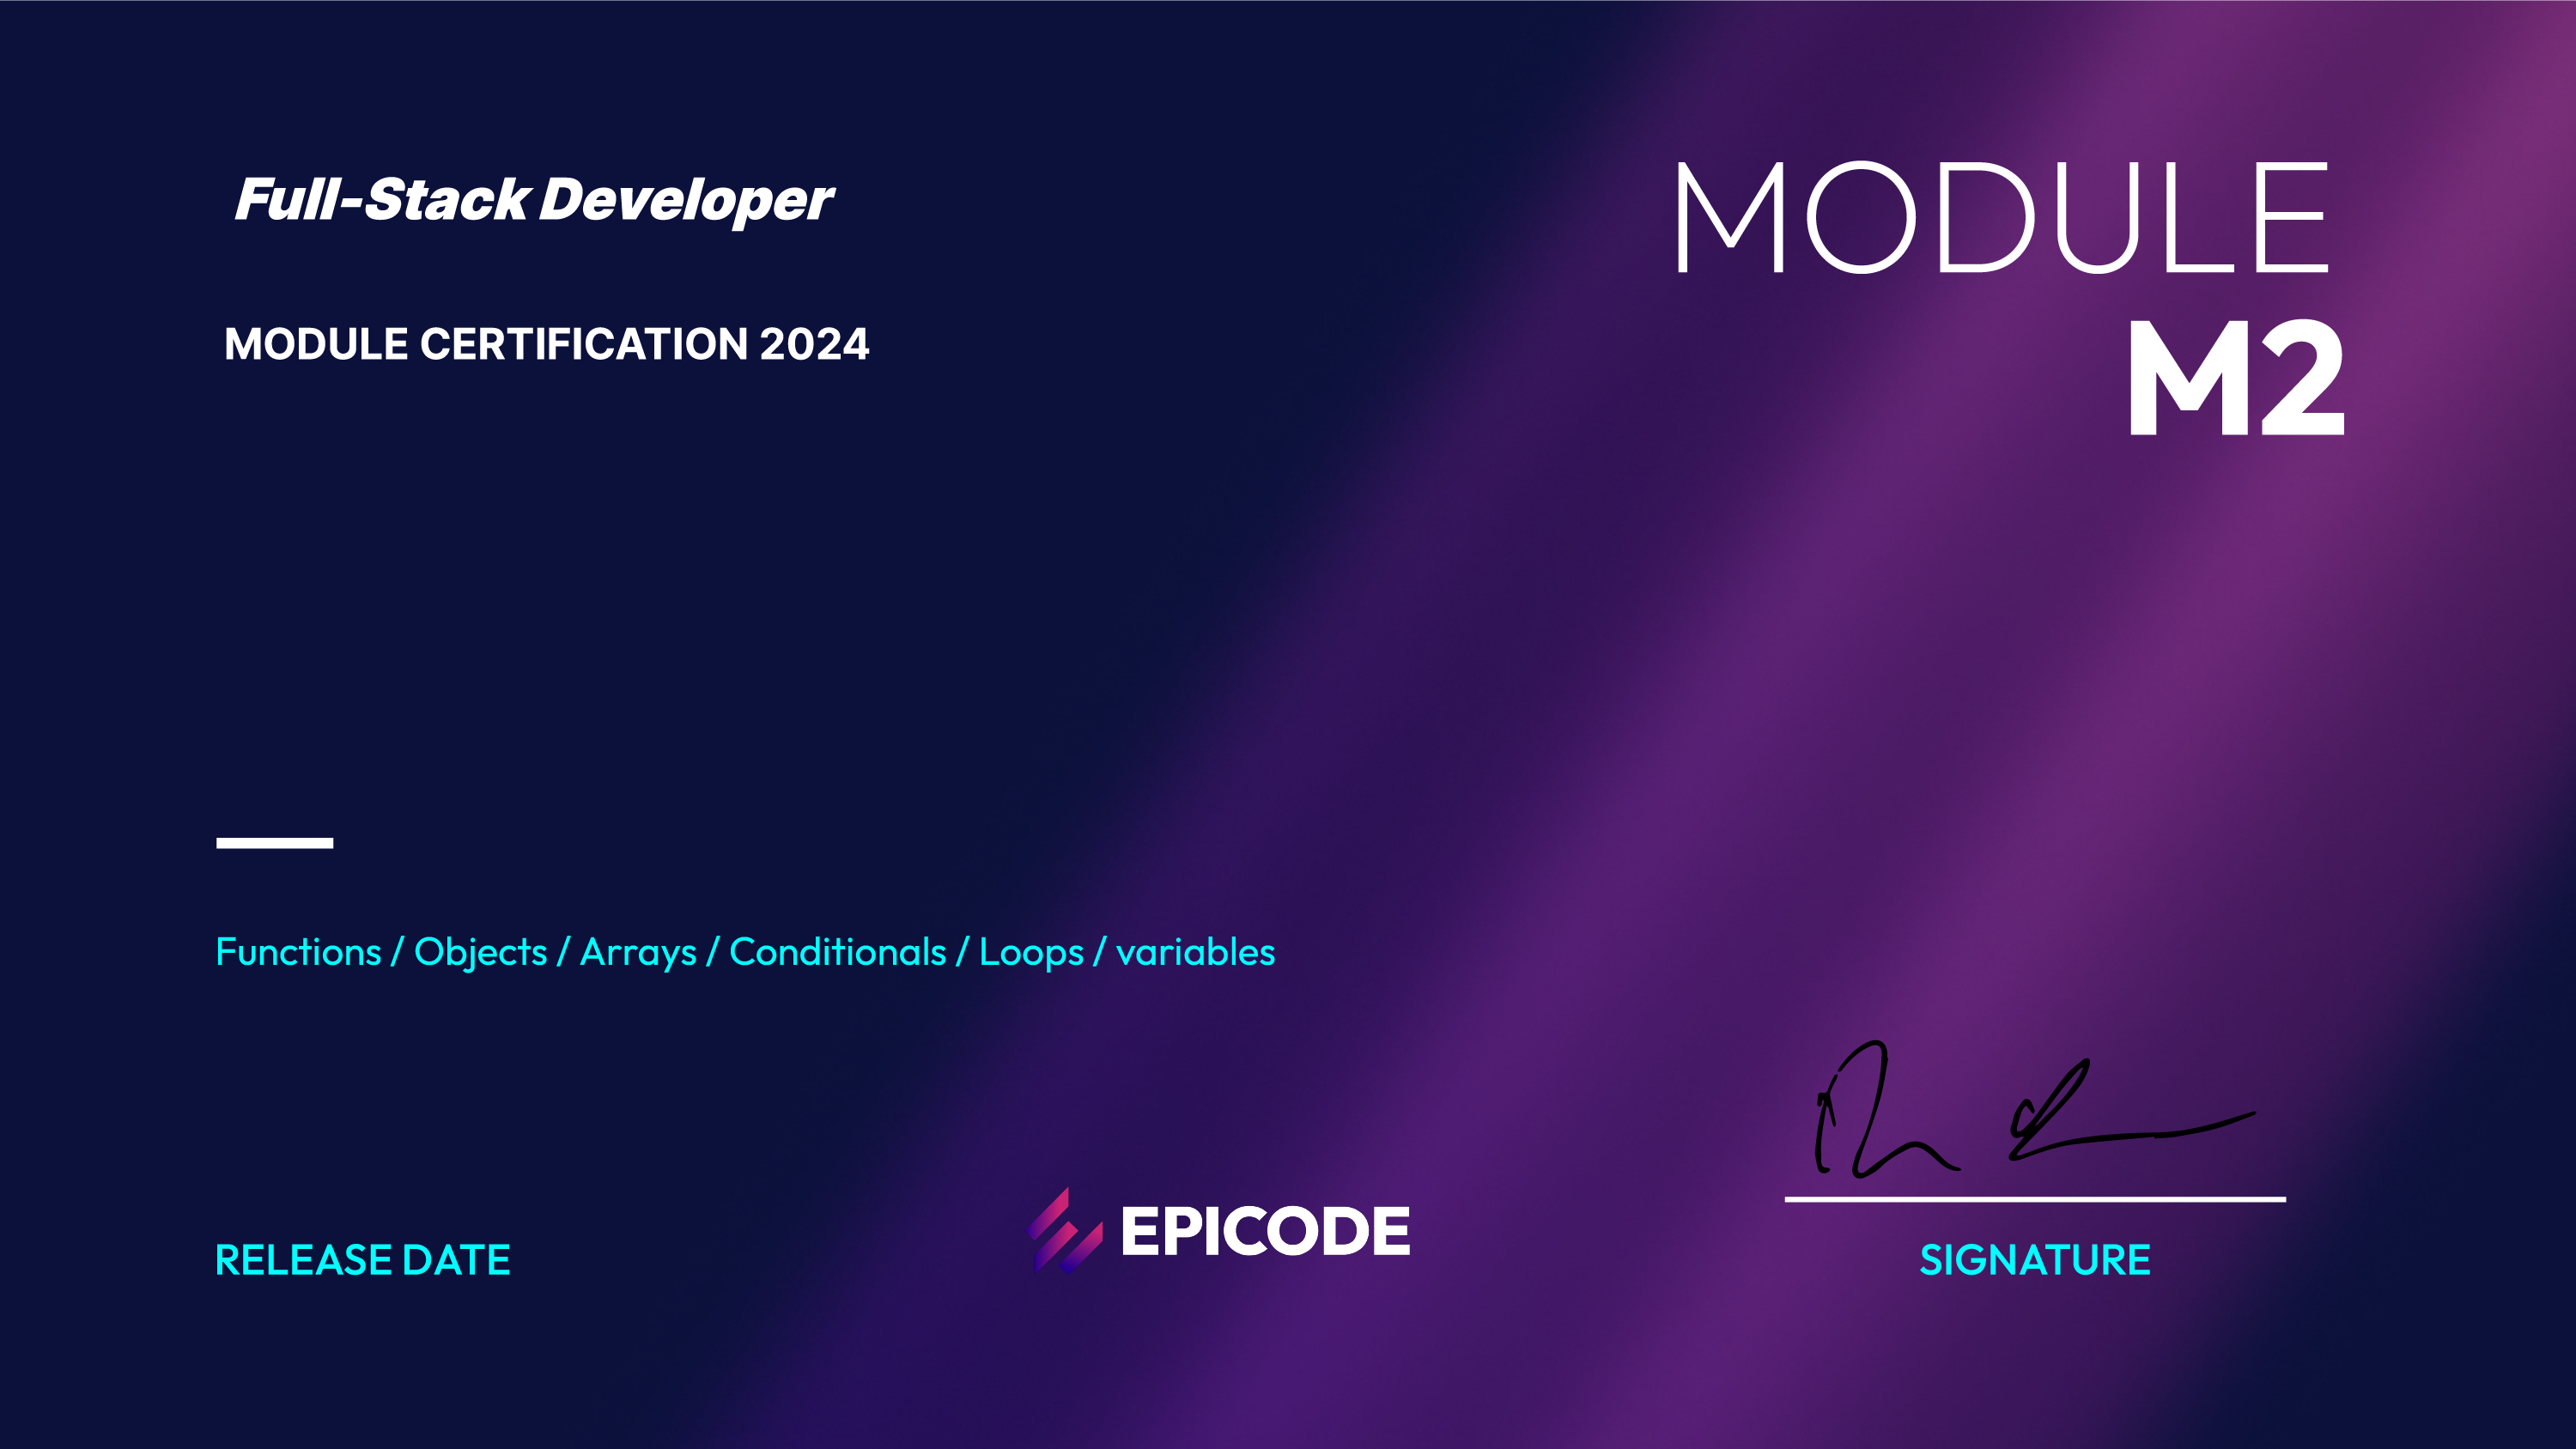 Full-Stack Developer
MODULE CERTIFICATION 2024
MODULE
M2
Functions / Objects / Arrays / Conditionals / Loops / variables
RELEASE DATE
EPICODE
SIGNATURE